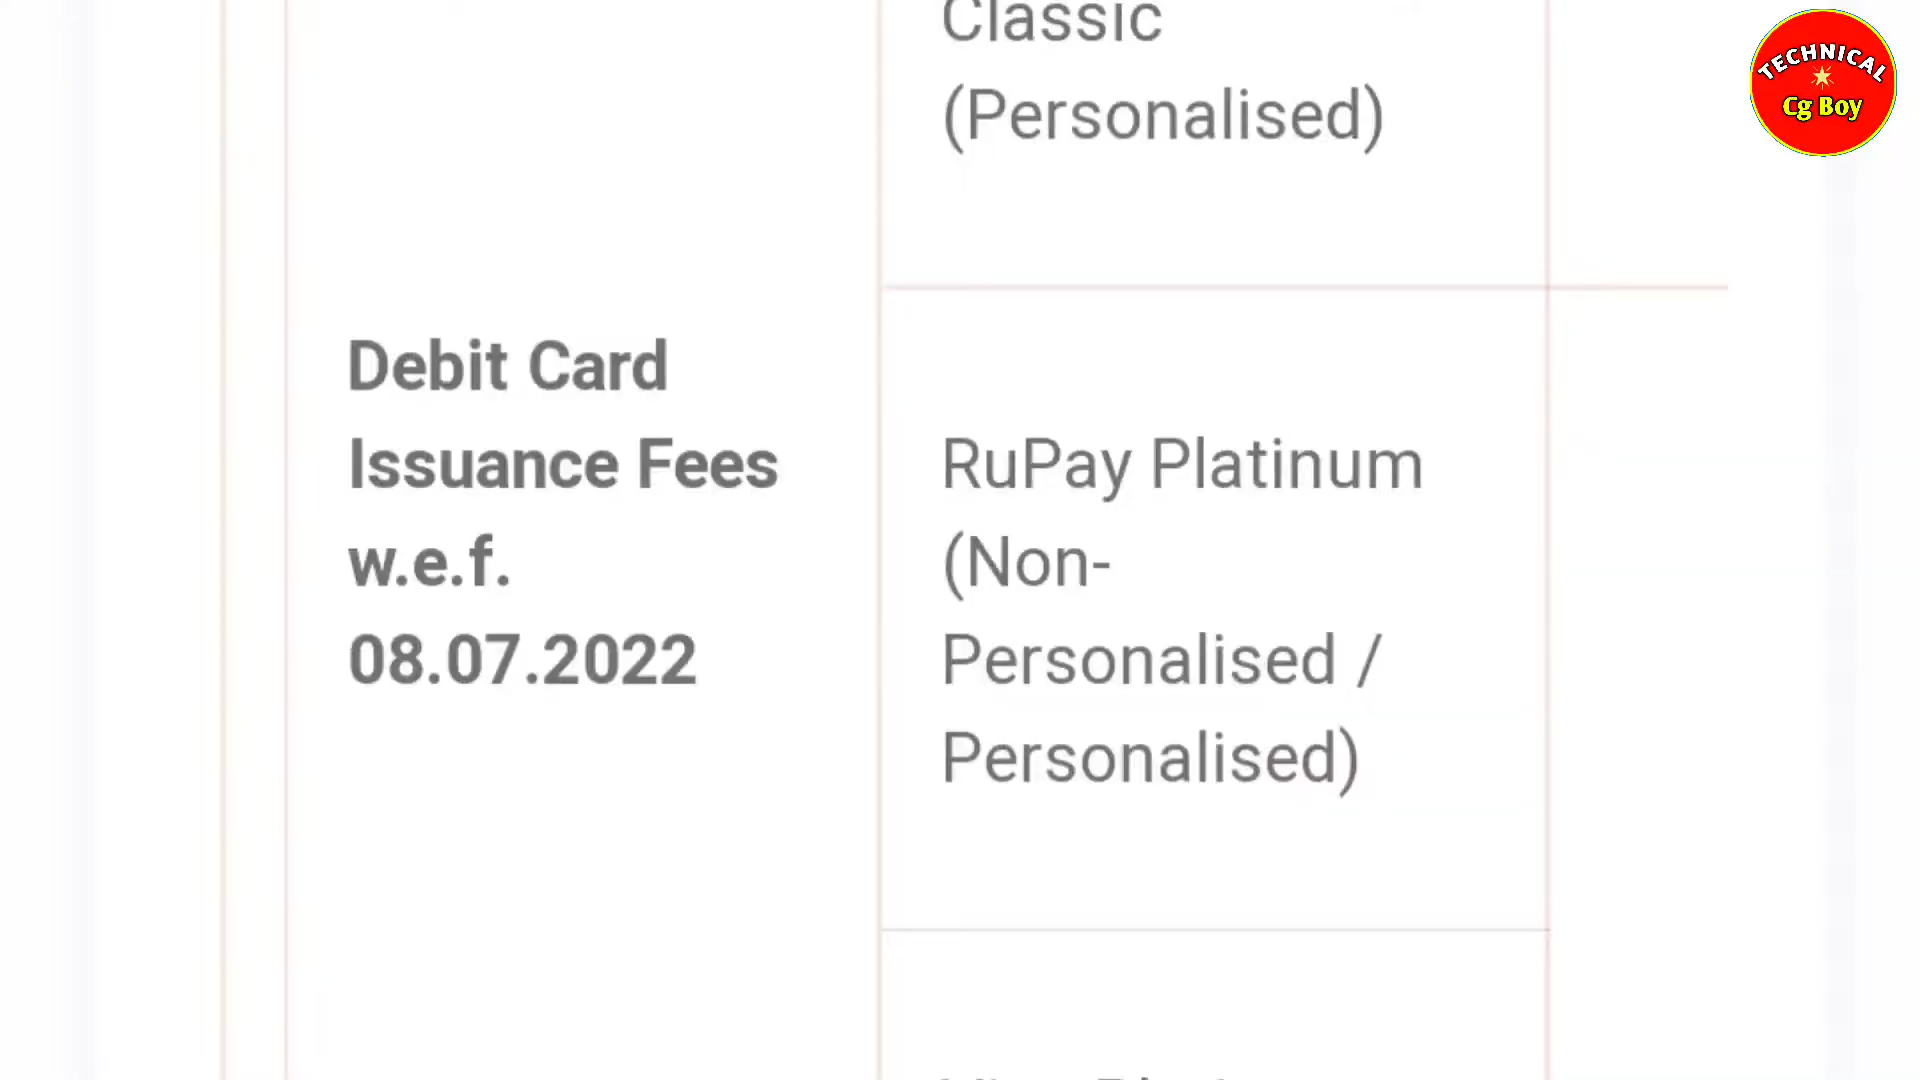 Classic
(Personalised)
TECHNICAL
Cg Boy
Debit Card
Issuance Fees
w.e.f.
08.07.2022
RuPay Platinum
(Non-
Personalised /
Personalised)